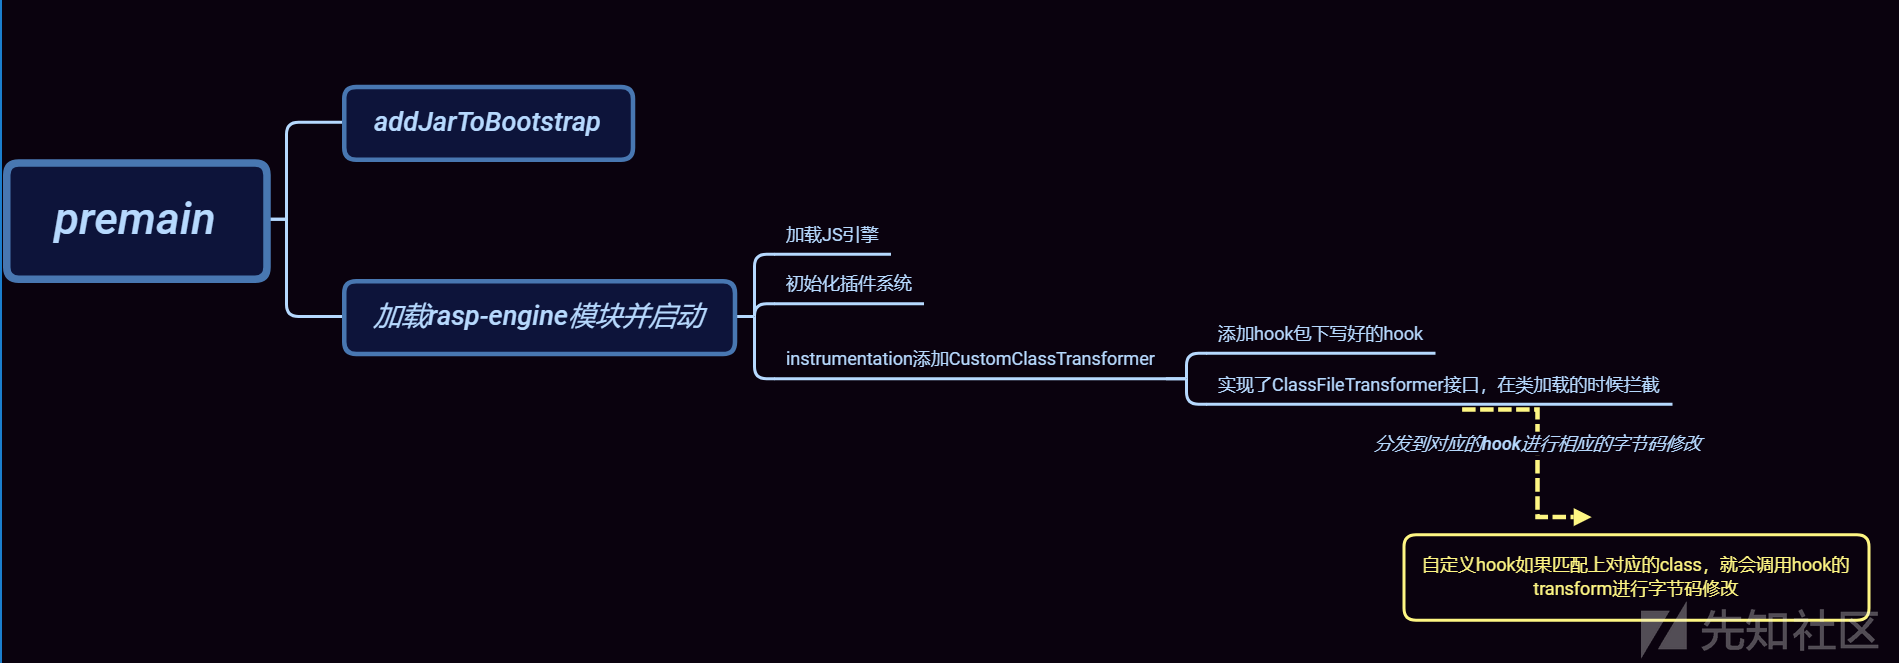 premain
addJarToBootstrap
加载rasp-engine模块并启动
加载JS引擎
初始化插件系统
instrumentation添加CustomClassTransformer
添加hook包下写好的hook
实现了ClassFileTransformer接口，在类加载的时候拦截
分发到对应的hook进行相应的字节码修改
自定义hook如果匹配上对应的class，就会调用hook的
transform进行字节码修改
先知社区